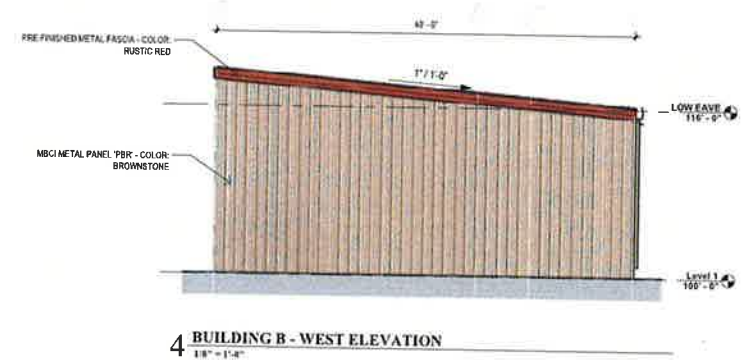 PRE-FINISHED METAL FASCIA - COLOR:
RUSTIC RED
1" / 1'-0"
LOW EAVE
116' - 0"
MBCI METAL PANEL 'PBR' - COLOR:
BROWNSTONE
Level 1
100' - 0"
4 BUILDING B - WEST ELEVATION
1/8" = 1'-0"